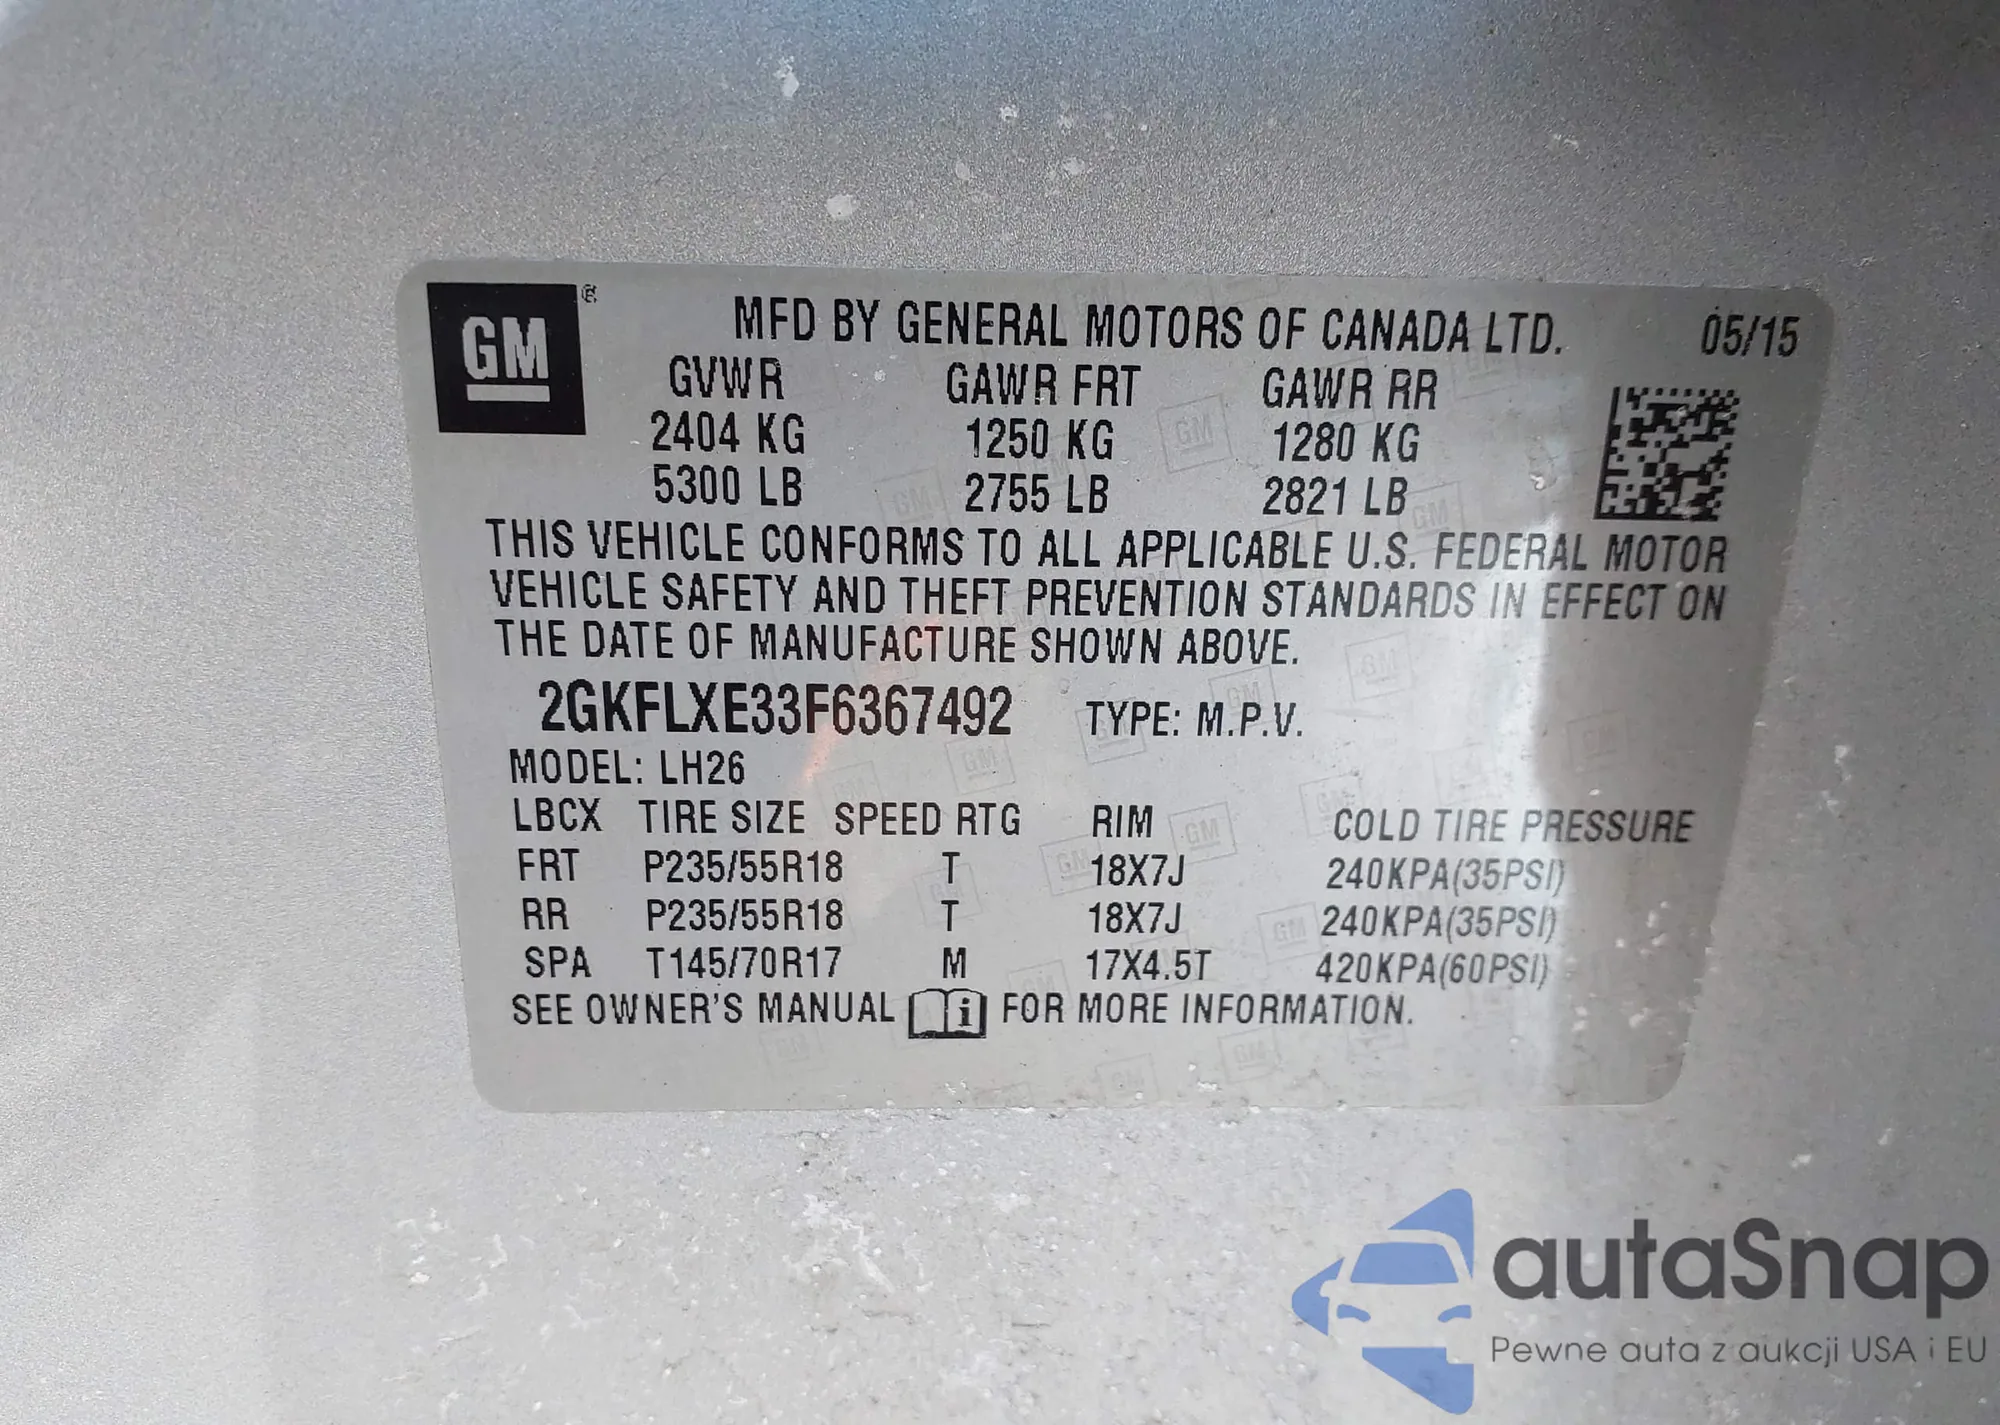 GM ®
MFD BY GENERAL MOTORS OF CANADA LTD. 05/15
GVWR GAWR FRT GAWR RR
2404 KG 1250 KG 1280 KG
5300 LB 2755 LB 2821 LB
THIS VEHICLE CONFORMS TO ALL APPLICABLE U.S. FEDERAL MOTOR
VEHICLE SAFETY AND THEFT PREVENTION STANDARDS IN EFFECT ON
THE DATE OF MANUFACTURE SHOWN ABOVE.
2GKFLXE33F6367492 TYPE: M.P.V.
MODEL: LH26
LBCX TIRE SIZE SPEED RTG RIM COLD TIRE PRESSURE
FRT P235/55R18 T 18X7J 240KPA(35PSI)
RR P235/55R18 T 18X7J 240KPA(35PSI)
SPA T145/70R17 M 17X4.5T 420KPA(60PSI)
SEE OWNER'S MANUAL i FOR MORE INFORMATION.
autaSnap
Pewne auta z aukcji USA i EU